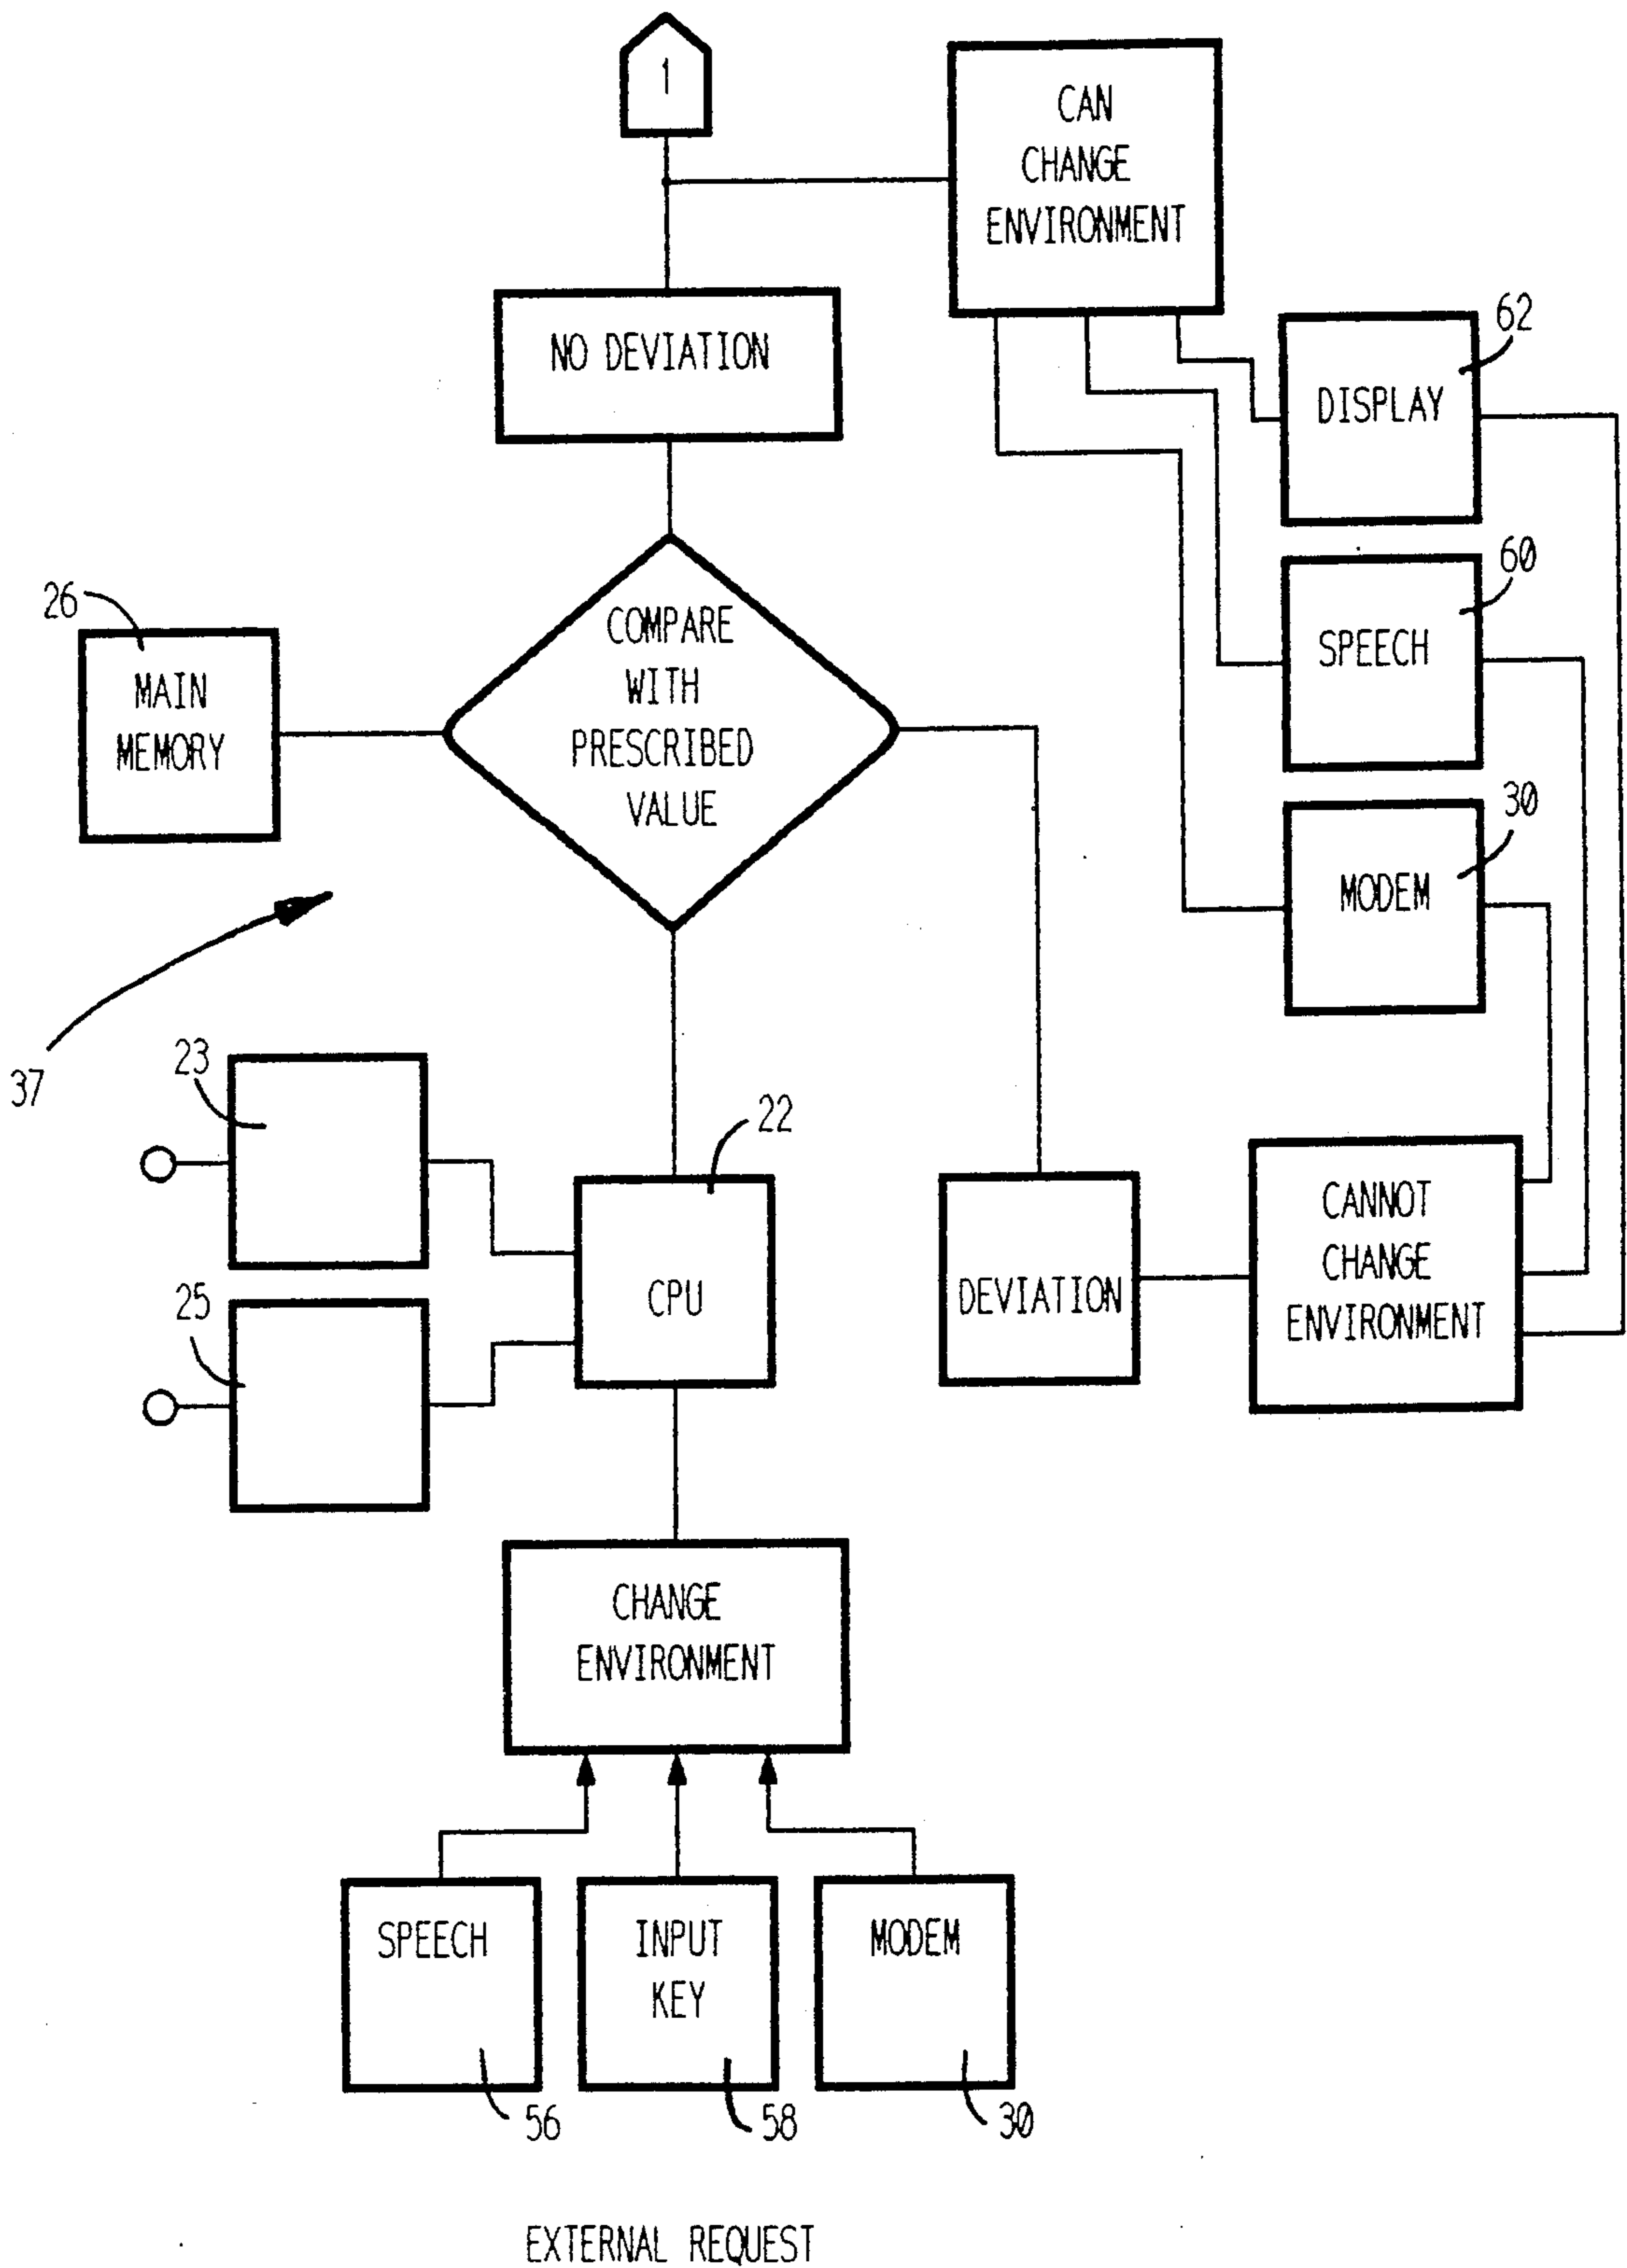 1
CAN
CHANGE
ENVIRONMENT
NO DEVIATION
62
DISPLAY
60
SPEECH
30
MODEM
26
MAIN
MEMORY
COMPARE
WITH
PRESCRIBED
VALUE
37
23
25
22
CPU
DEVIATION
CANNOT
CHANGE
ENVIRONMENT
CHANGE
ENVIRONMENT
SPEECH
INPUT
KEY
MODEM
56
58
30
EXTERNAL REQUEST